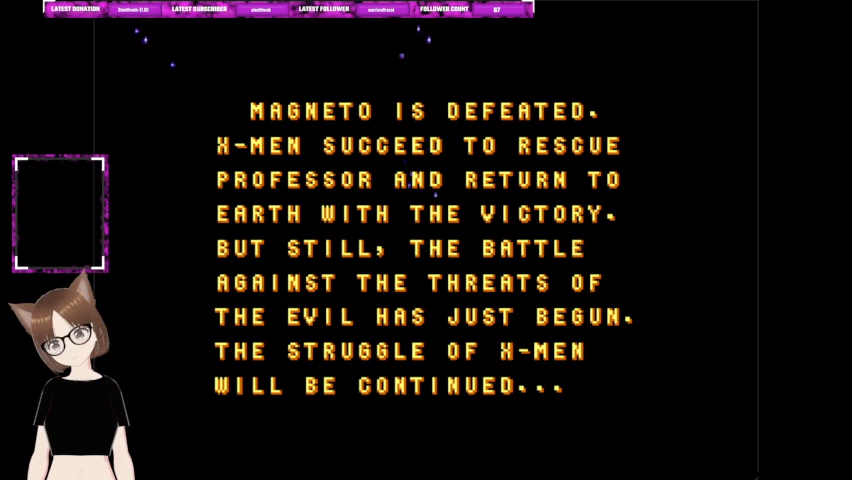 LATEST DONATION LATEST SUBSCRIBER LATEST FOLLOWER FOLLOWER COUNT 87
MAGNETO IS DEFEATED.
X-MEN SUCCEED TO RESCUE
PROFESSOR AND RETURN TO
EARTH WITH THE VICTORY.
BUT STILL, THE BATTLE
AGAINST THE THREATS OF
THE EVIL HAS JUST BEGUN.
THE STRUGGLE OF X-MEN
WILL BE CONTINUED...